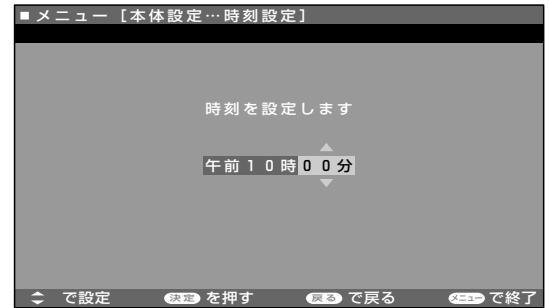 ■メニュー [本体設定…時刻設定]
時刻を設定します
午前10時00分
で設定 決定 を押す 戻る で戻る メニュー で終了